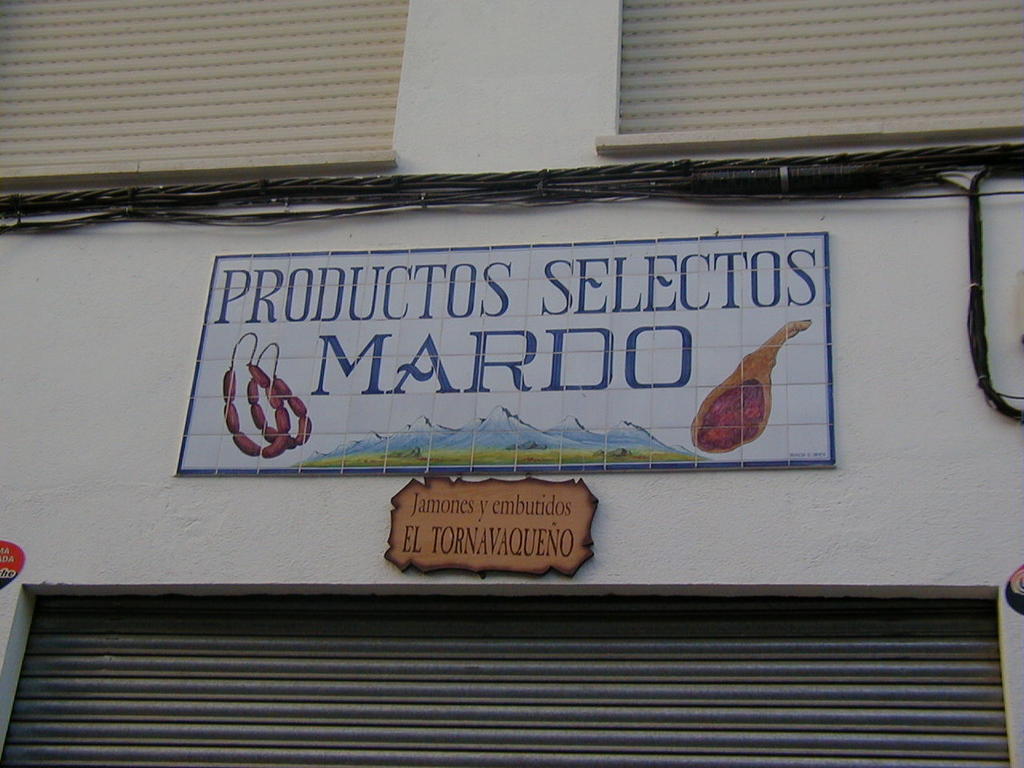 PRODUCTOS SELECTOS
MARDO
Jamones y embutidos
EL TORNAVAQUEÑO